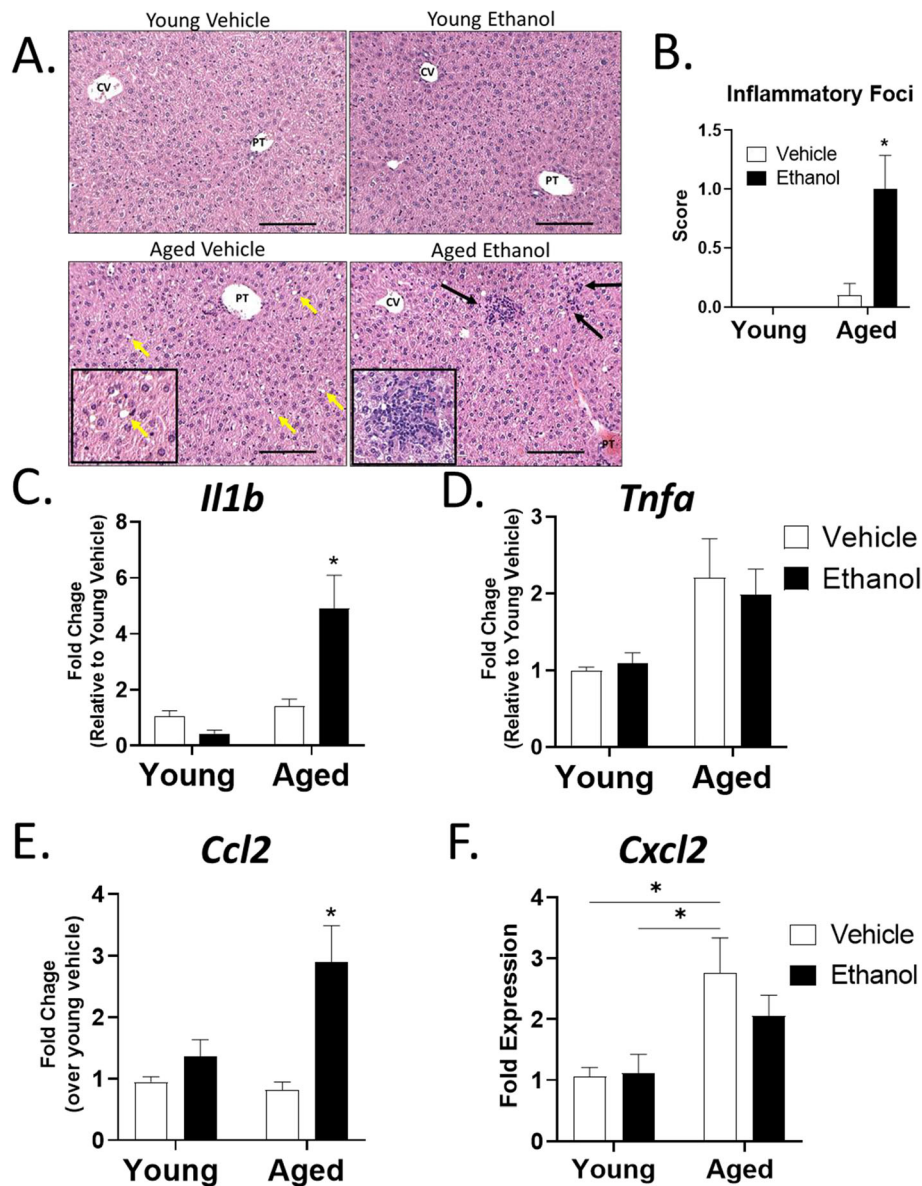 A.
Young Vehicle
Young Ethanol
CV
PT
CV
PT
Aged Vehicle
Aged Ethanol
PT
CV
PT
B.
Inflammatory Foci
Vehicle
Ethanol
*
Score
1.5
1.0
0.5
0.0
Young
Aged
C.
Il1b
Fold Chage
(Relative to Young Vehicle)
8
6
4
2
0
*
Young
Aged
D.
Tnfa
Fold Chage
(Relative to Young Vehicle)
3
2
1
0
Young
Aged
Vehicle
Ethanol
E.
Ccl2
Fold Chage
(over young vehicle)
4
3
2
1
0
*
Young
Aged
F.
Cxcl2
Fold Expression
4
3
2
1
0
*
*
Young
Aged
Vehicle
Ethanol